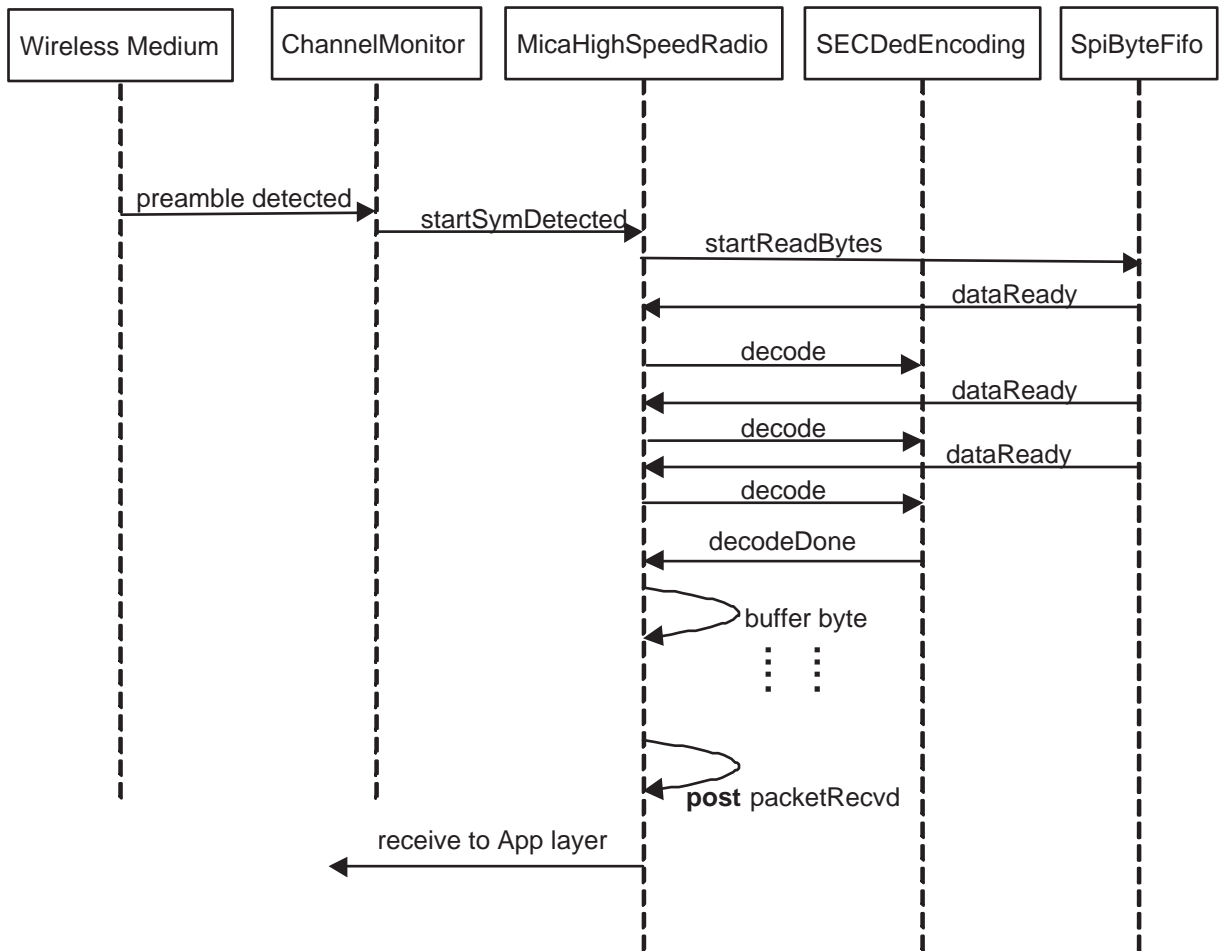 Wireless Medium
ChannelMonitor
MicaHighSpeedRadio
SECDedEncoding
SpiByteFifo
preamble detected
startSymDetected
startReadBytes
dataReady
decode
dataReady
decode
dataReady
decode
decodeDone
buffer byte
post packetRecvd
receive to App layer